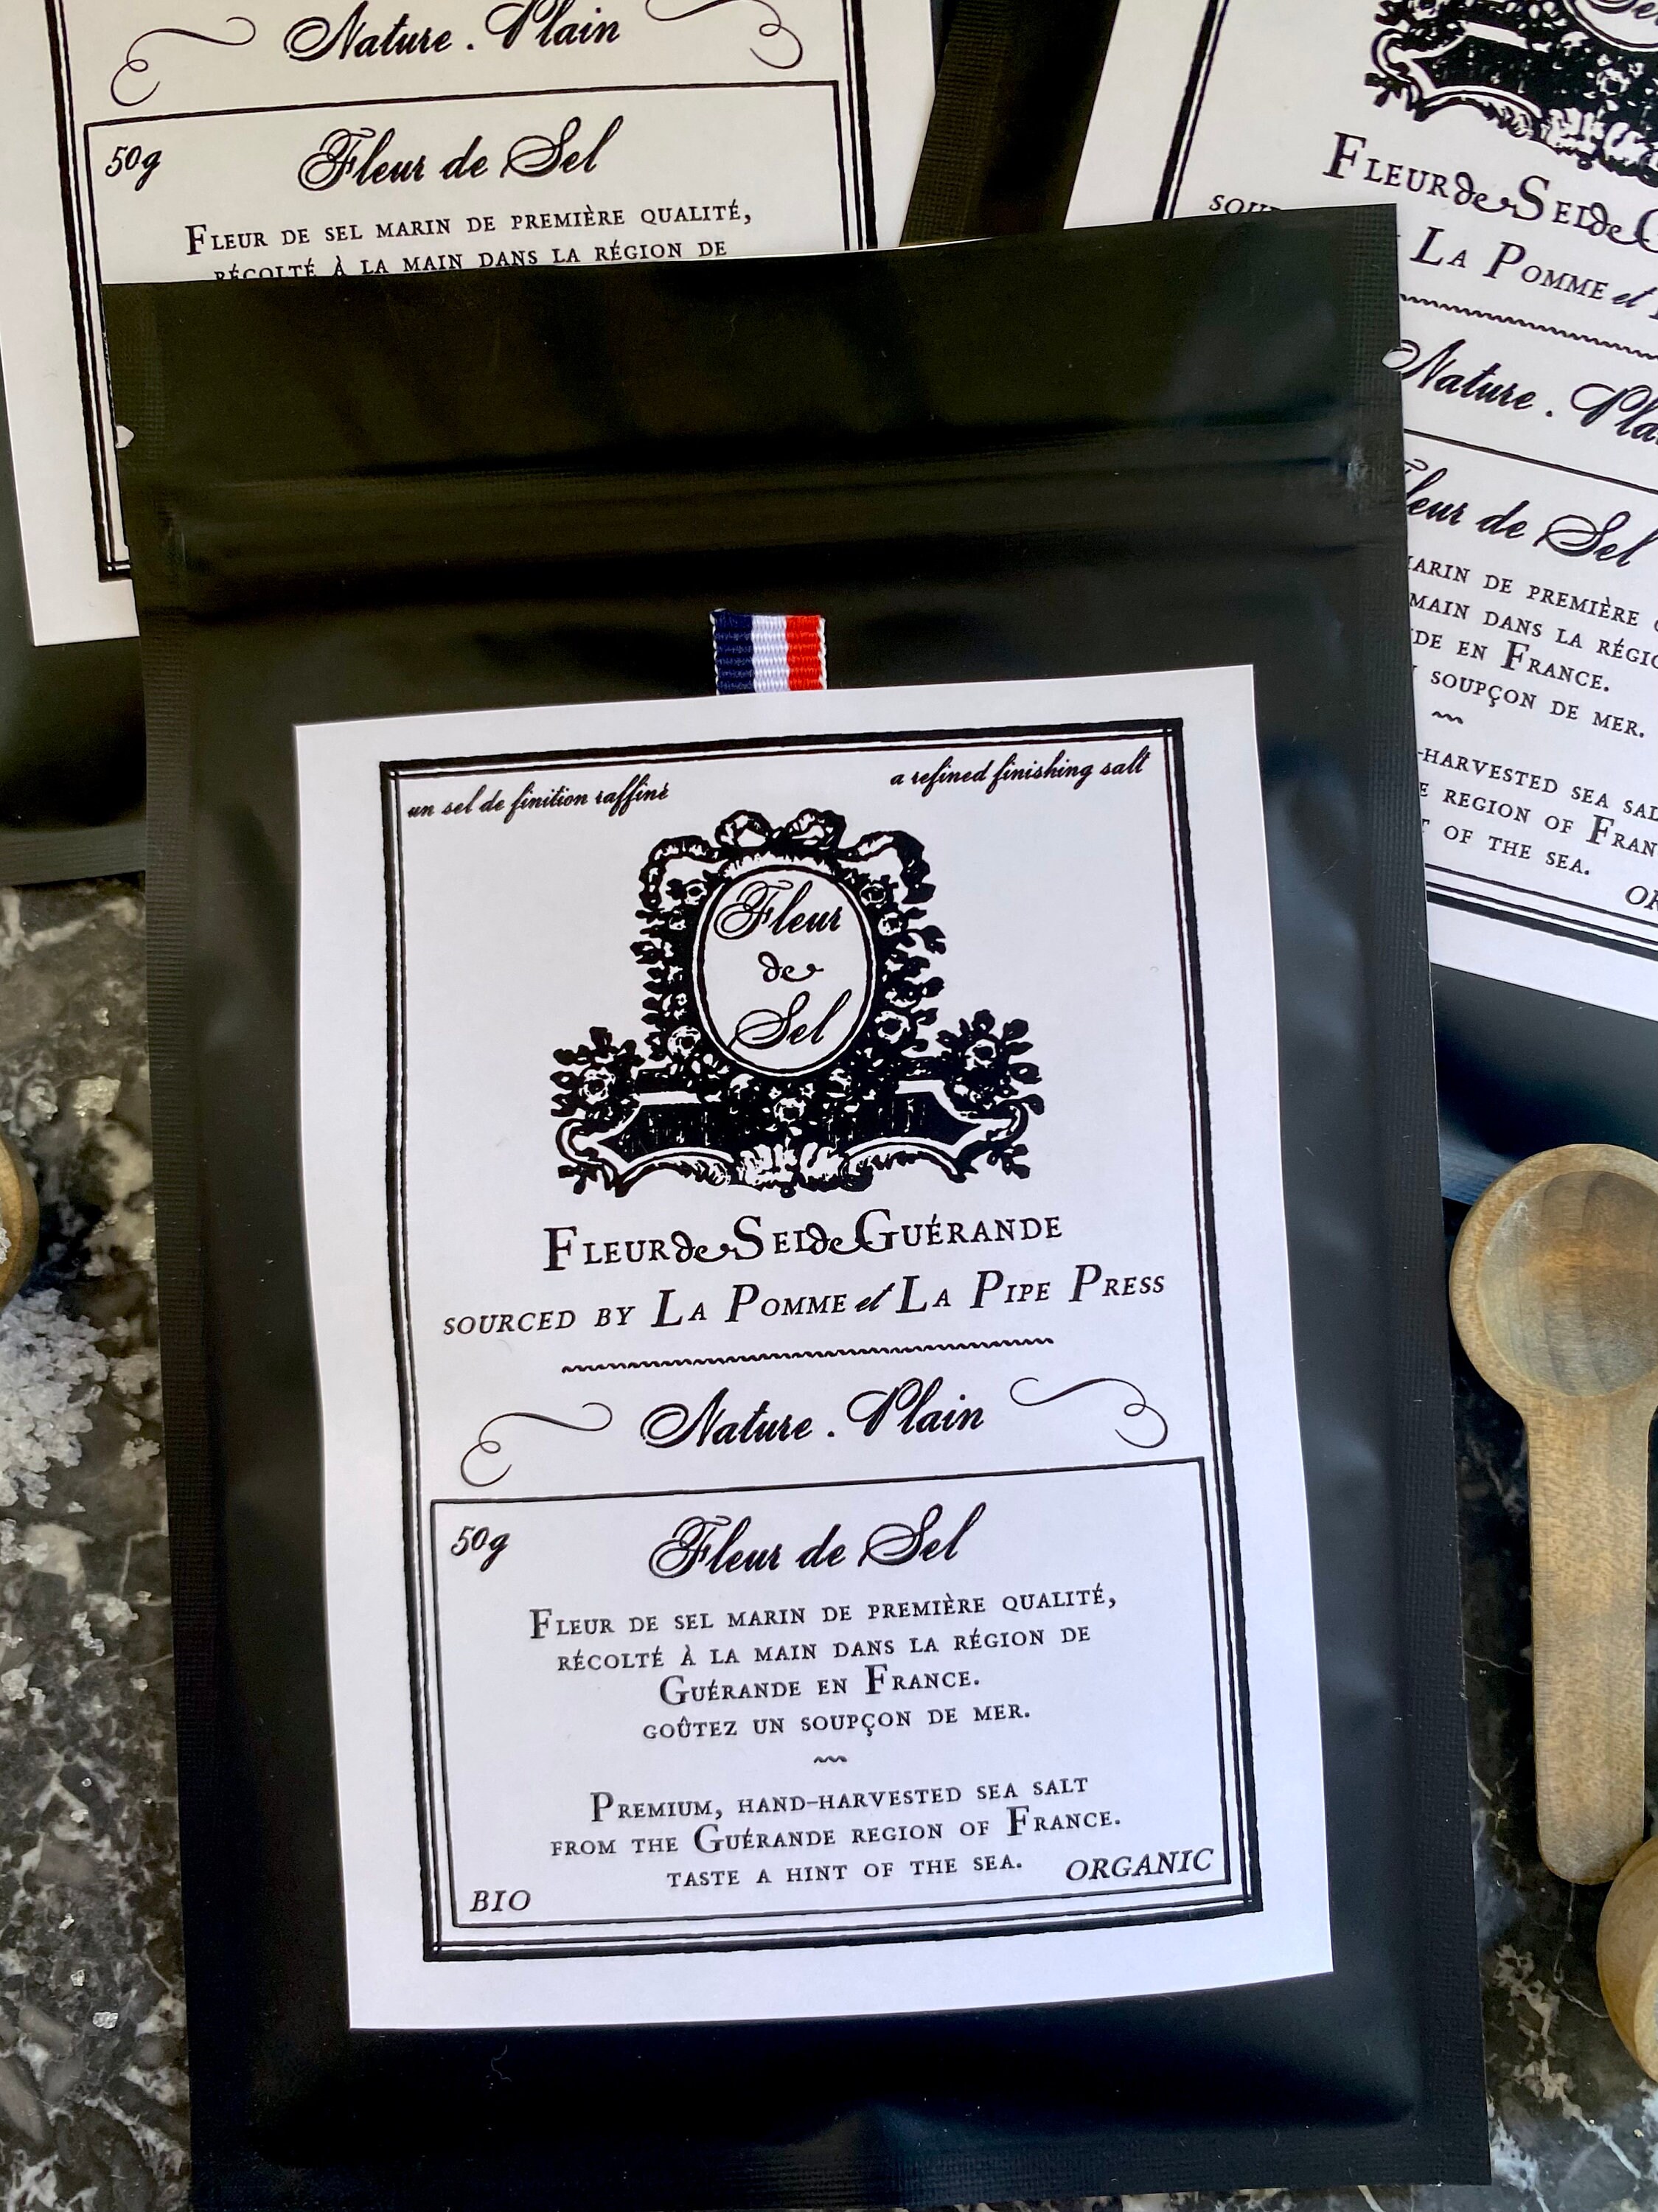 Nature . Plain
50g
Fleur de Sel
Fleur de sel marin de première qualité,
récolté à la main dans la région de
Fleur de Sel de G
La Pomme et
Nature . Pla
Fleur de Sel
marin de première
main dans la régio
de en France.
soupçon de mer.
-harvested sea sal
region of Fran
of the sea.
un sel de finition raffiné
a refined finishing salt
Fleur
de
Sel
Fleur de Sel de Guérande
sourced by La Pomme et La Pipe Press
Nature . Plain
50g
Fleur de Sel
Fleur de sel marin de première qualité,
récolté à la main dans la région de
Guérande en France.
goûtez un soupçon de mer.
Premium, hand-harvested sea salt
from the Guérande region of France.
taste a hint of the sea.
BIO
ORGANIC